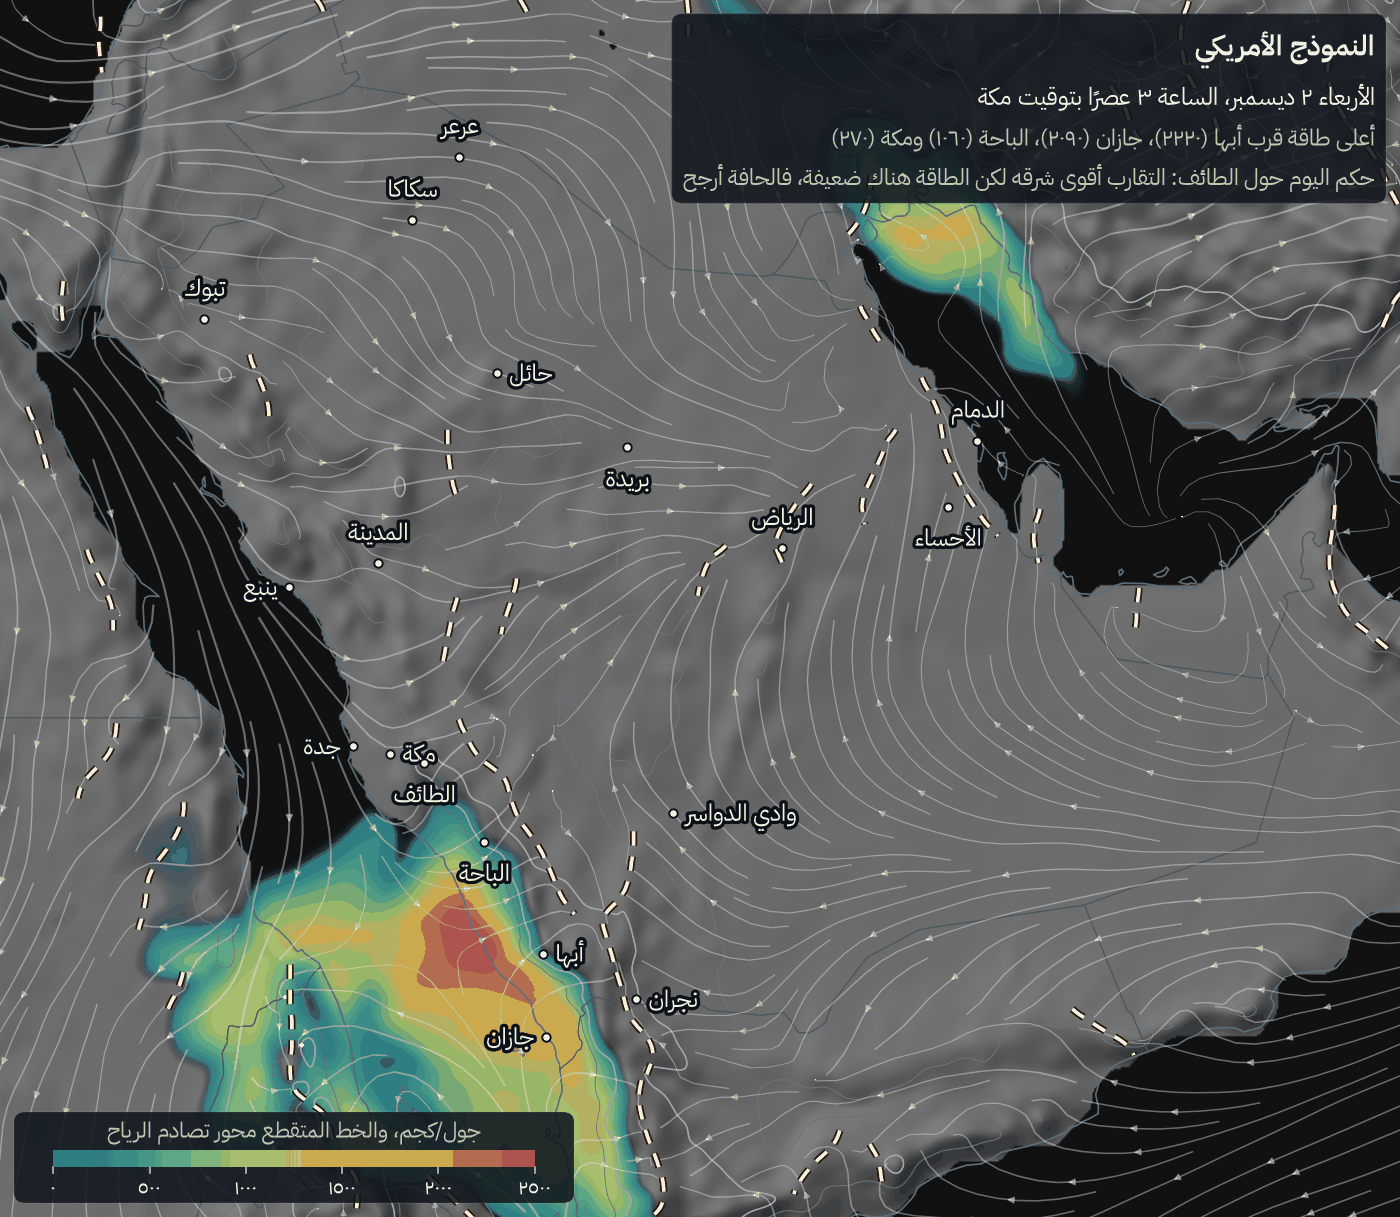 النموذج الأمريكي
الأربعاء ٢ ديسمبر، الساعة ٣ عصرًا بتوقيت مكة
أعلى طاقة قرب أبها (٢٢٢٠)، جازان (٢٠٩٠)، الباحة (١٠٦٠) ومكة (٢٧٠)
حكم اليوم حول الطائف: التقارب أقوى شرقه لكن الطاقة هناك ضعيفة، فالحافة أرجح
عرعر
سكاكا
تبوك
حائل
الدمام
بريدة
الرياض
الأحساء
المدينة
ينبع
جدة
مكة
الطائف
وادي الدواسر
الباحة
أبها
نجران
جازان
جول/كجم، والخط المتقطع محور تصادم الرياح
٠ ٥٠٠ ١٠٠٠ ١٥٠٠ ٢٠٠٠ ٢٥٠٠